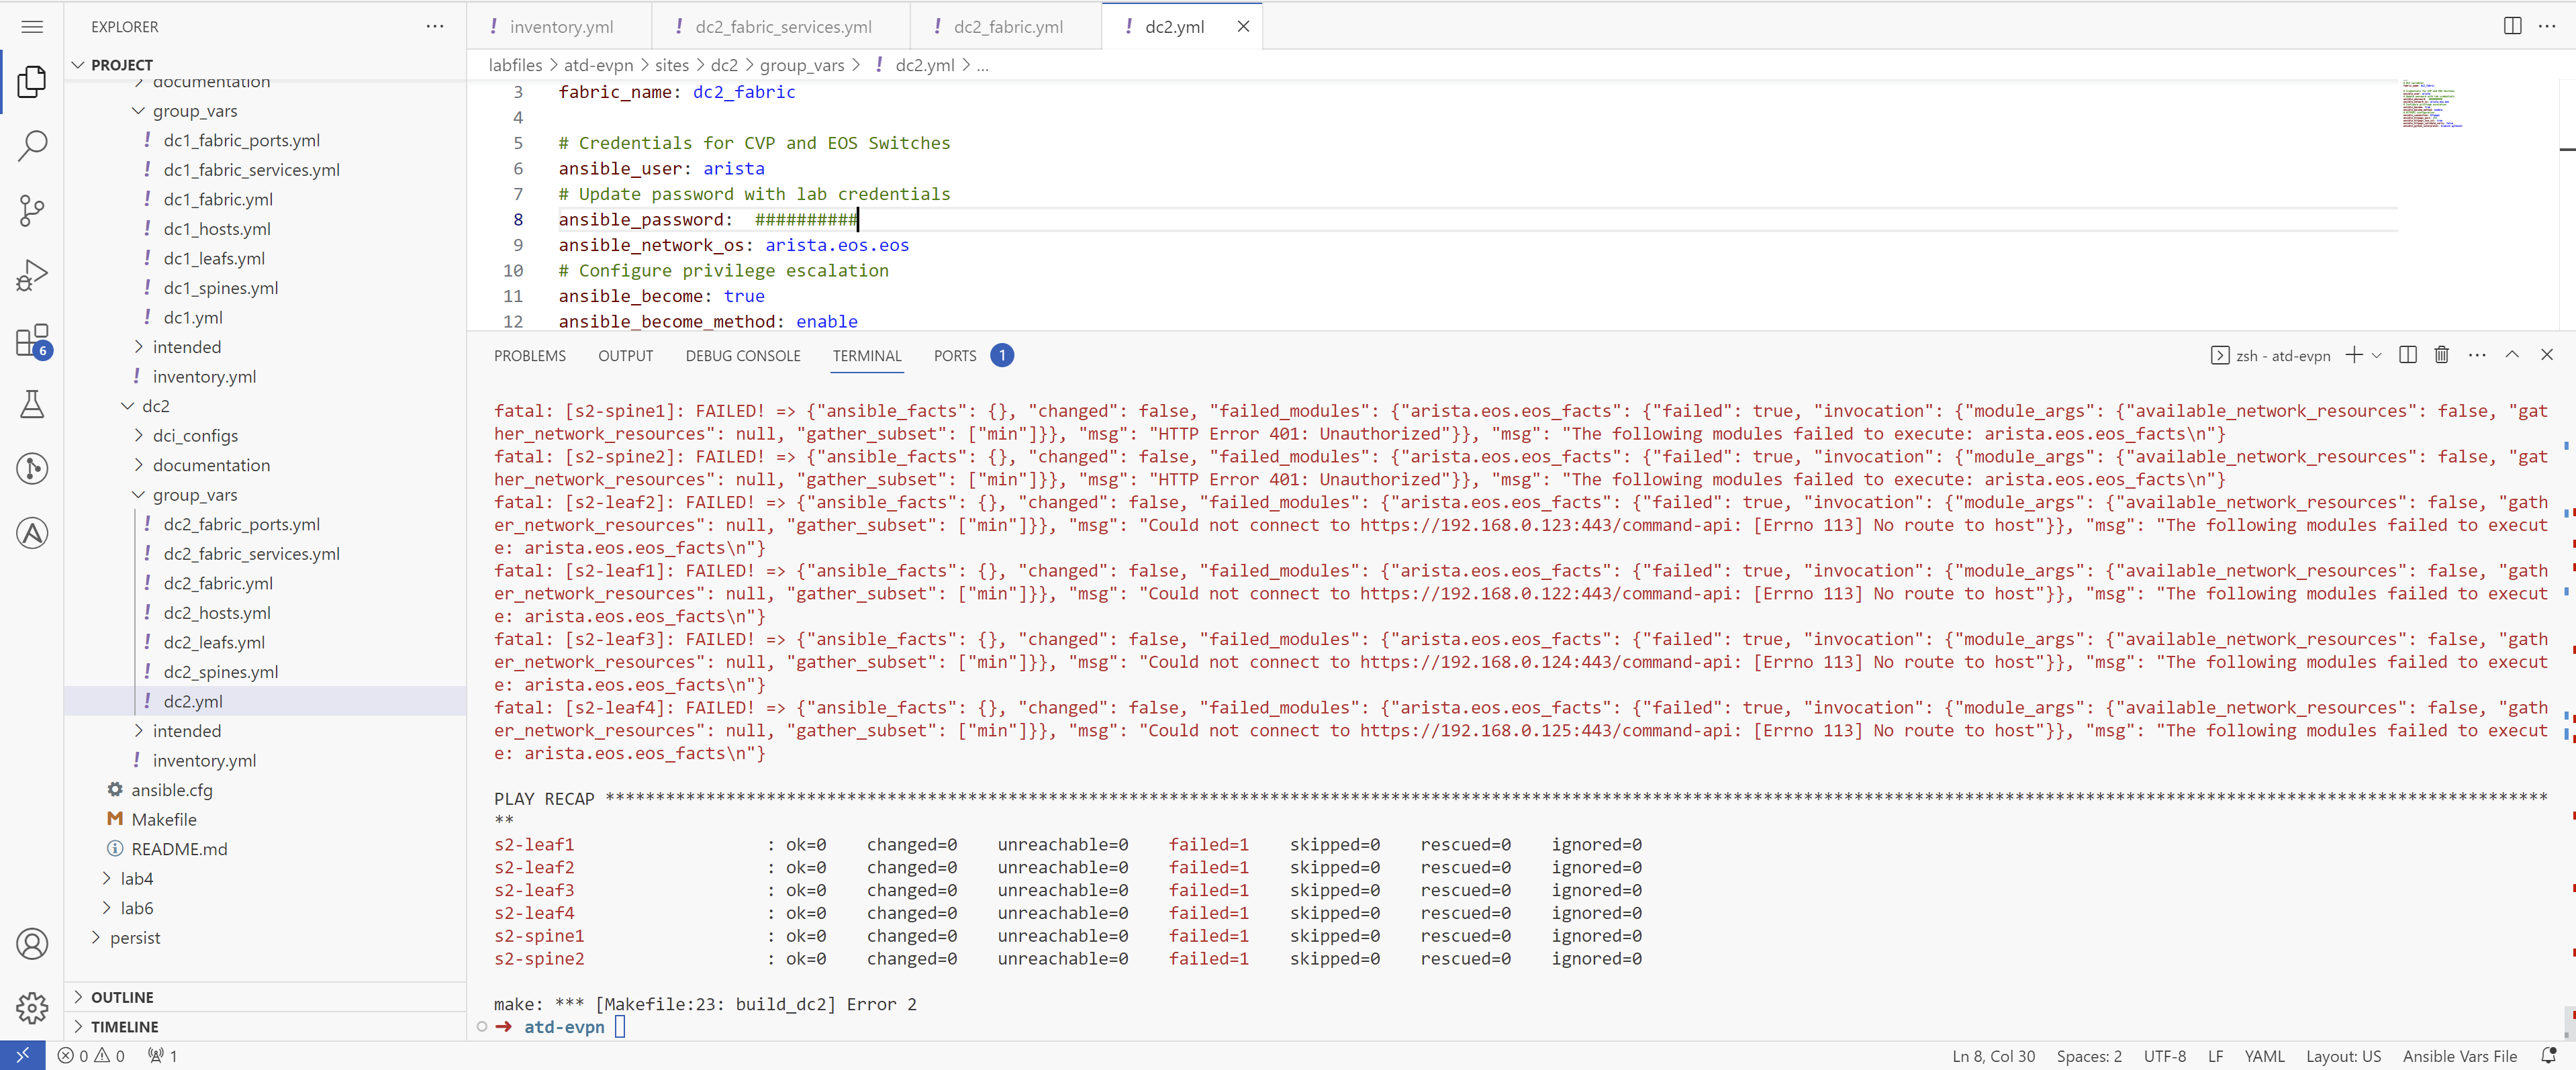 EXPLORER
PROJECT
documentation
group_vars
dc1_fabric_ports.yml
dc1_fabric_services.yml
dc1_fabric.yml
dc1_hosts.yml
dc1_leafs.yml
dc1_spines.yml
dc1.yml
intended
inventory.yml
dc2
dci_configs
documentation
group_vars
dc2_fabric_ports.yml
dc2_fabric_services.yml
dc2_fabric.yml
dc2_hosts.yml
dc2_leafs.yml
dc2_spines.yml
dc2.yml
intended
inventory.yml
ansible.cfg
Makefile
README.md
lab4
lab6
persist
OUTLINE
TIMELINE
6
! inventory.yml ! dc2_fabric_services.yml ! dc2_fabric.yml ! dc2.yml
labfiles > atd-evpn > sites > dc2 > group_vars > ! dc2.yml > ...
3 fabric_name: dc2_fabric
4
5 # Credentials for CVP and EOS Switches
6 ansible_user: arista
7 # Update password with lab credentials
8 ansible_password:  ##########
9 ansible_network_os: arista.eos.eos
10 # Configure privilege escalation
11 ansible_become: true
12 ansible_become_method: enable
PROBLEMS OUTPUT DEBUG CONSOLE TERMINAL PORTS 1 zsh - atd-evpn
fatal: [s2-spine1]: FAILED! => {"ansible_facts": {}, "changed": false, "failed_modules": {"arista.eos.eos_facts": {"failed": true, "invocation": {"module_args": {"available_network_resources": false, "gat
her_network_resources": null, "gather_subset": ["min"]}}, "msg": "HTTP Error 401: Unauthorized"}}, "msg": "The following modules failed to execute: arista.eos.eos_facts\n"}
fatal: [s2-spine2]: FAILED! => {"ansible_facts": {}, "changed": false, "failed_modules": {"arista.eos.eos_facts": {"failed": true, "invocation": {"module_args": {"available_network_resources": false, "gat
her_network_resources": null, "gather_subset": ["min"]}}, "msg": "HTTP Error 401: Unauthorized"}}, "msg": "The following modules failed to execute: arista.eos.eos_facts\n"}
fatal: [s2-leaf2]: FAILED! => {"ansible_facts": {}, "changed": false, "failed_modules": {"arista.eos.eos_facts": {"failed": true, "invocation": {"module_args": {"available_network_resources": false, "gath
er_network_resources": null, "gather_subset": ["min"]}}, "msg": "Could not connect to https://192.168.0.123:443/command-api: [Errno 113] No route to host"}}, "msg": "The following modules failed to execut
e: arista.eos.eos_facts\n"}
fatal: [s2-leaf1]: FAILED! => {"ansible_facts": {}, "changed": false, "failed_modules": {"arista.eos.eos_facts": {"failed": true, "invocation": {"module_args": {"available_network_resources": false, "gath
er_network_resources": null, "gather_subset": ["min"]}}, "msg": "Could not connect to https://192.168.0.122:443/command-api: [Errno 113] No route to host"}}, "msg": "The following modules failed to execut
e: arista.eos.eos_facts\n"}
fatal: [s2-leaf3]: FAILED! => {"ansible_facts": {}, "changed": false, "failed_modules": {"arista.eos.eos_facts": {"failed": true, "invocation": {"module_args": {"available_network_resources": false, "gath
er_network_resources": null, "gather_subset": ["min"]}}, "msg": "Could not connect to https://192.168.0.124:443/command-api: [Errno 113] No route to host"}}, "msg": "The following modules failed to execut
e: arista.eos.eos_facts\n"}
fatal: [s2-leaf4]: FAILED! => {"ansible_facts": {}, "changed": false, "failed_modules": {"arista.eos.eos_facts": {"failed": true, "invocation": {"module_args": {"available_network_resources": false, "gath
er_network_resources": null, "gather_subset": ["min"]}}, "msg": "Could not connect to https://192.168.0.125:443/command-api: [Errno 113] No route to host"}}, "msg": "The following modules failed to execut
e: arista.eos.eos_facts\n"}
PLAY RECAP *************************************************************************************************************************************************************************************************
**
s2-leaf1 : ok=0 changed=0 unreachable=0 failed=1 skipped=0 rescued=0 ignored=0
s2-leaf2 : ok=0 changed=0 unreachable=0 failed=1 skipped=0 rescued=0 ignored=0
s2-leaf3 : ok=0 changed=0 unreachable=0 failed=1 skipped=0 rescued=0 ignored=0
s2-leaf4 : ok=0 changed=0 unreachable=0 failed=1 skipped=0 rescued=0 ignored=0
s2-spine1 : ok=0 changed=0 unreachable=0 failed=1 skipped=0 rescued=0 ignored=0
s2-spine2 : ok=0 changed=0 unreachable=0 failed=1 skipped=0 rescued=0 ignored=0
make: *** [Makefile:23: build_dc2] Error 2
➜ atd-evpn
0 0 1 Ln 8, Col 30 Spaces: 2 UTF-8 LF YAML Layout: US Ansible Vars File